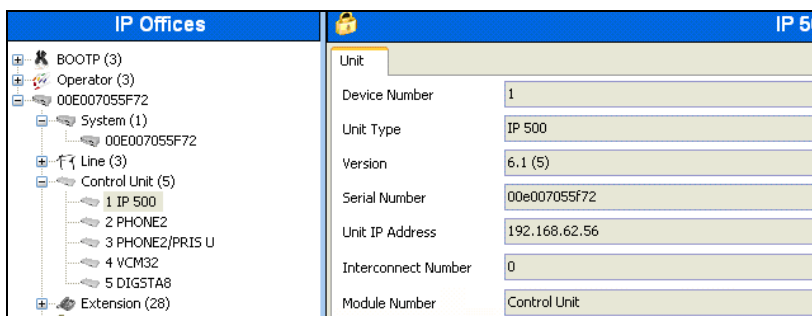 IP Offices
BOOTP (3)
Operator (3)
00E007055F72
System (1)
00E007055F72
Line (3)
Control Unit (5)
1 IP 500
2 PHONE2
3 PHONE2/PRIS U
4 VCM32
5 DIGSTA8
Extension (28)
IP 5
Unit
Device Number 1
Unit Type IP 500
Version 6.1 (5)
Serial Number 00e007055f72
Unit IP Address 192.168.62.56
Interconnect Number 0
Module Number Control Unit